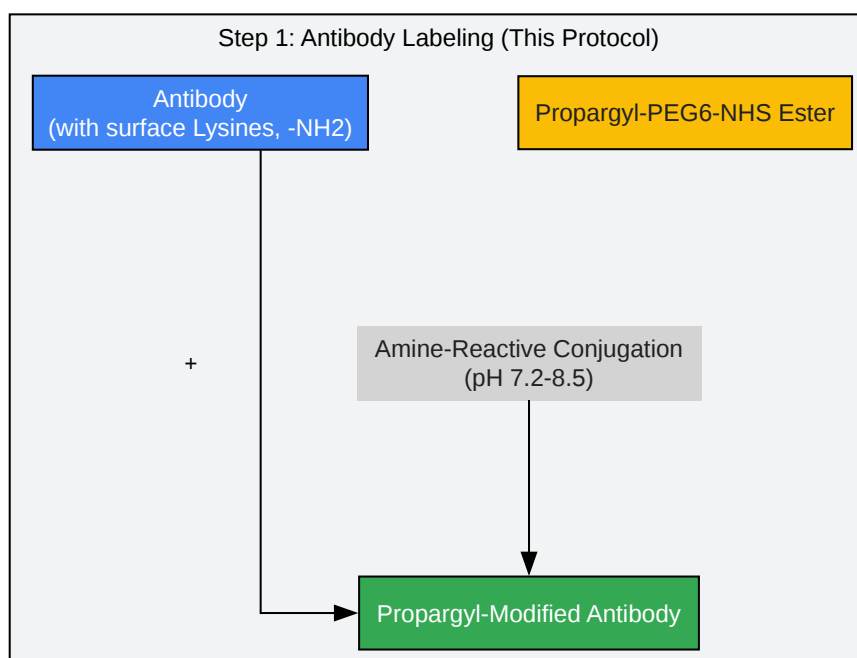 Step 1: Antibody Labeling (This Protocol)
Antibody
(with surface Lysines, -NH2)
Propargyl-PEG6-NHS Ester
+
Amine-Reactive Conjugation
(pH 7.2-8.5)
Propargyl-Modified Antibody